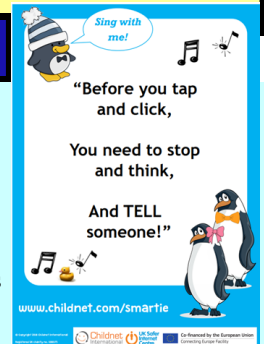 Sing with
me!
“Before you tap
and click,
You need to stop
and think,
And TELL
someone!”
www.childnet.com/smartie
Childnet
International
UK Safer
Internet
Centre
Co-financed by the European Union
Connecting Europe Facility